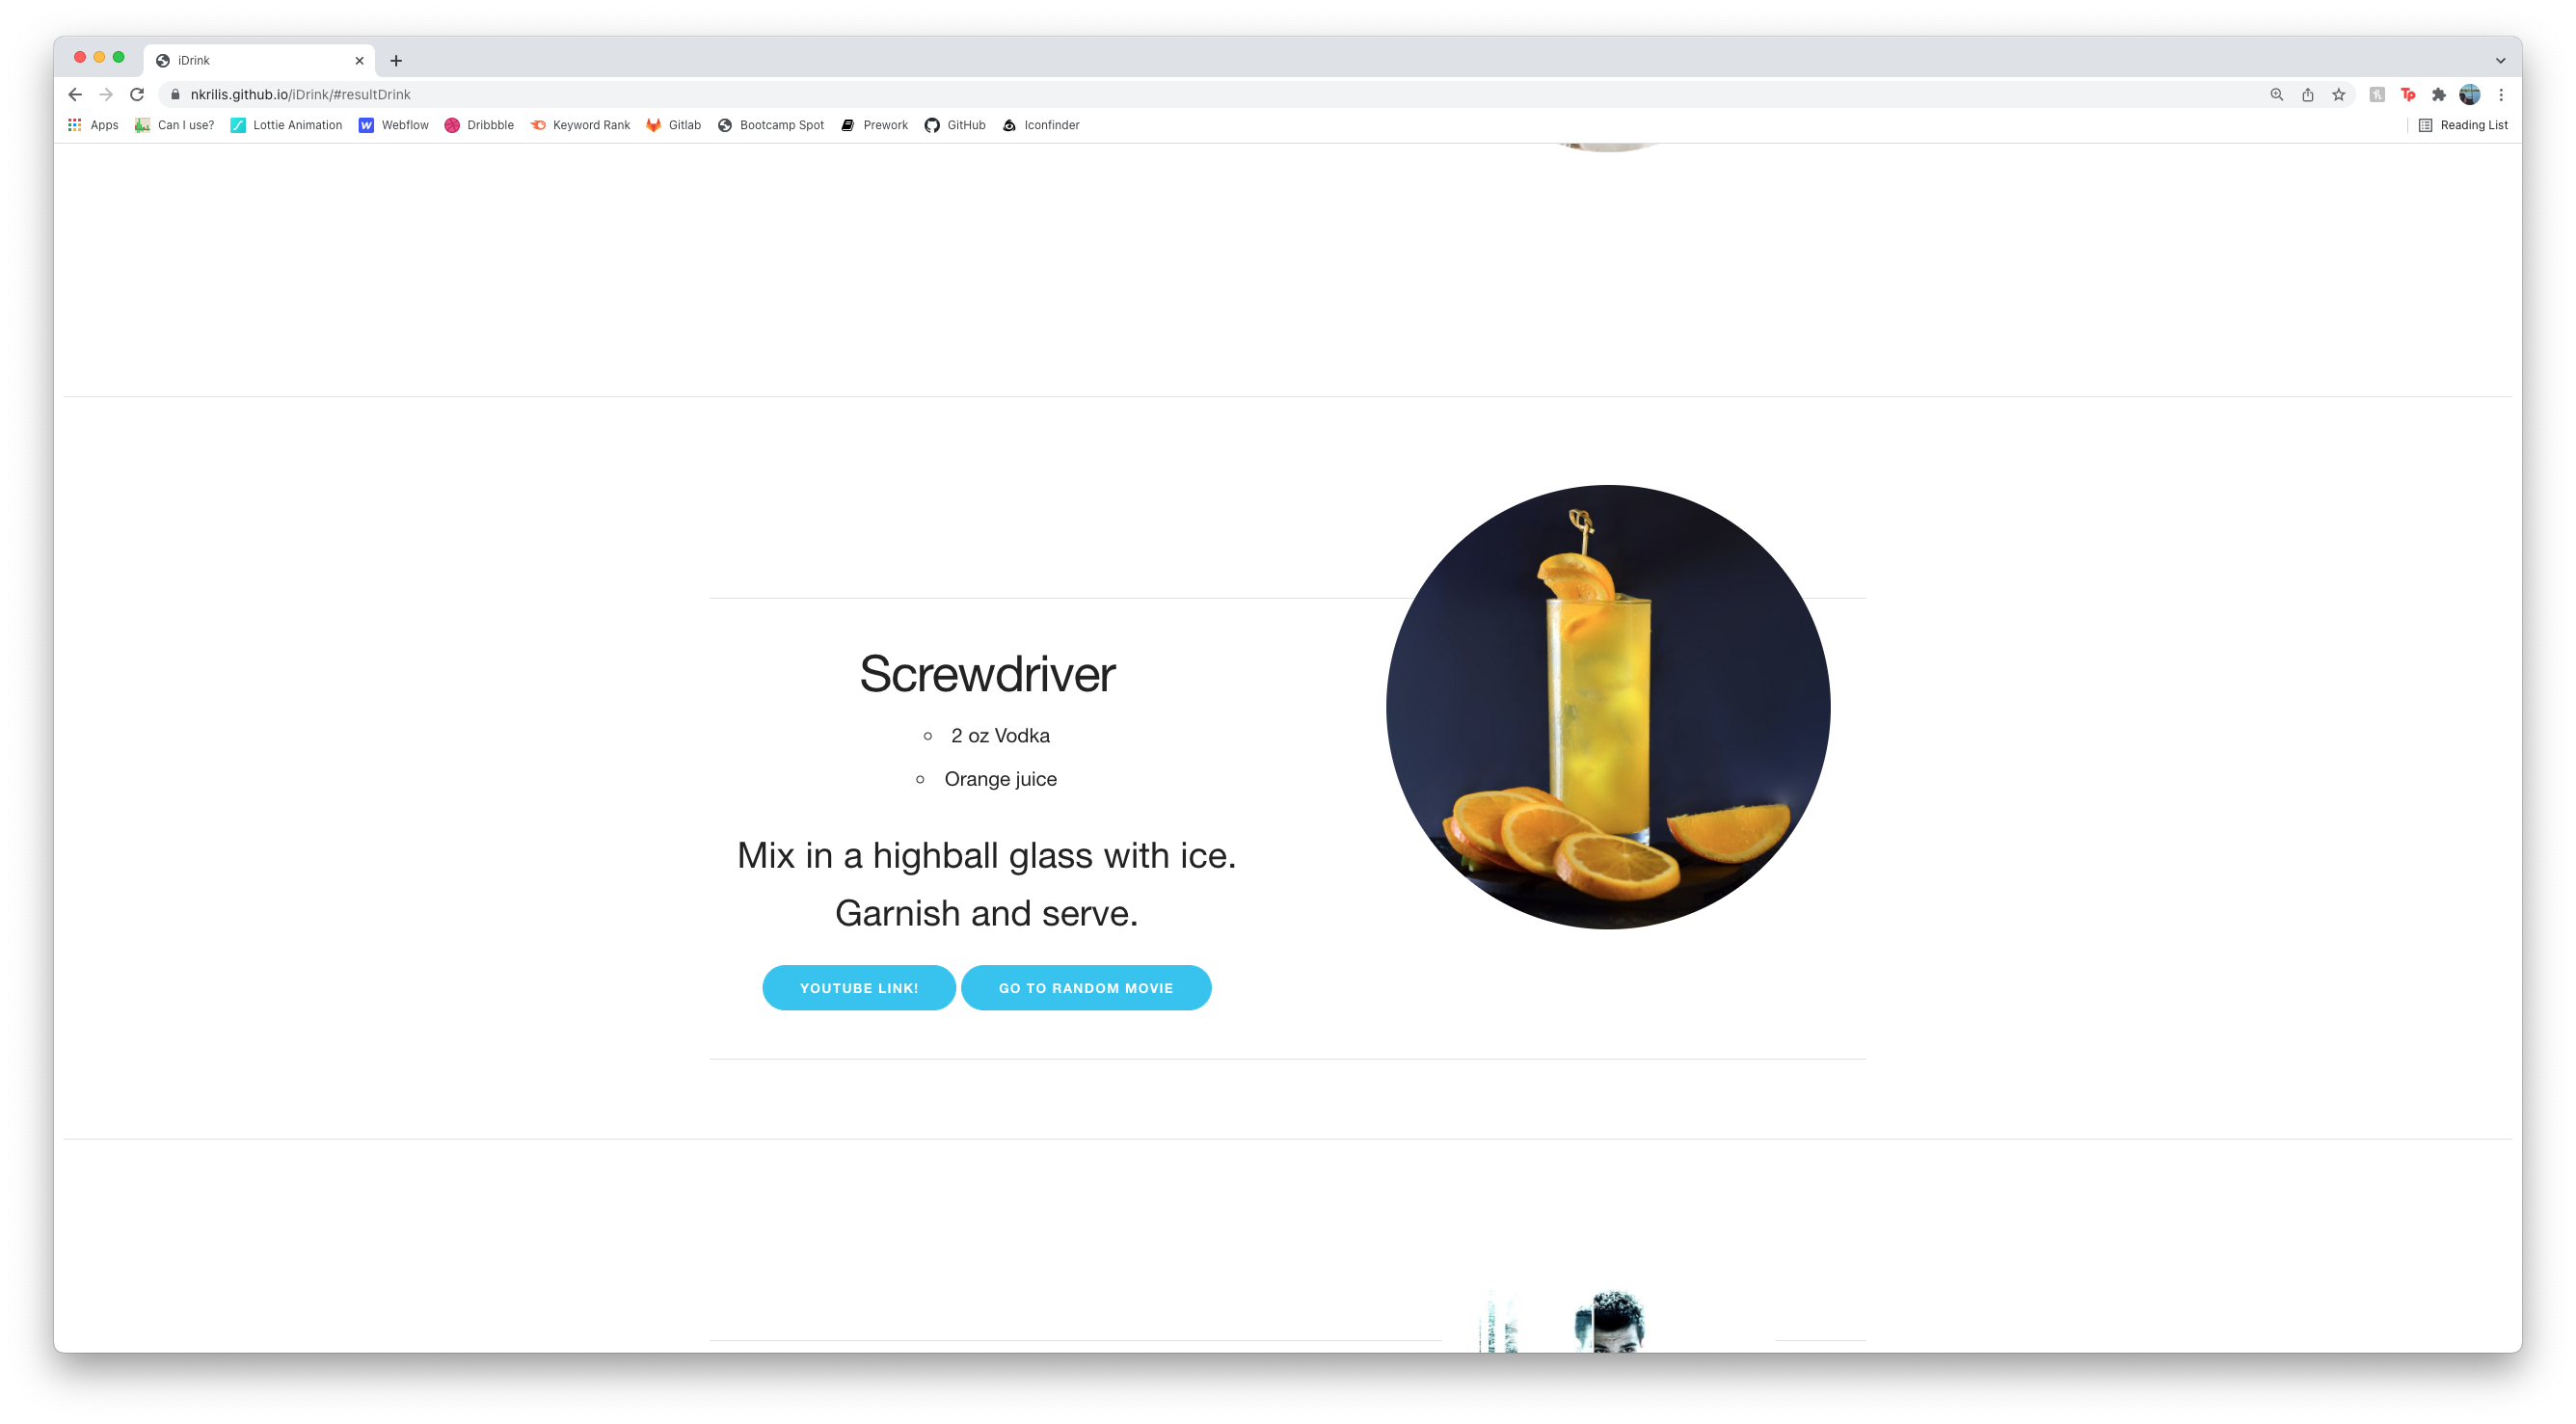 iDrink
nkrilis.github.io/iDrink/#resultDrink
Apps Can I use? Lottie Animation Webflow Dribbble Keyword Rank Gitlab Bootcamp Spot Prework GitHub Iconfinder Reading List
Screwdriver
2 oz Vodka
Orange juice
Mix in a highball glass with ice.
Garnish and serve.
YOUTUBE LINK! GO TO RANDOM MOVIE